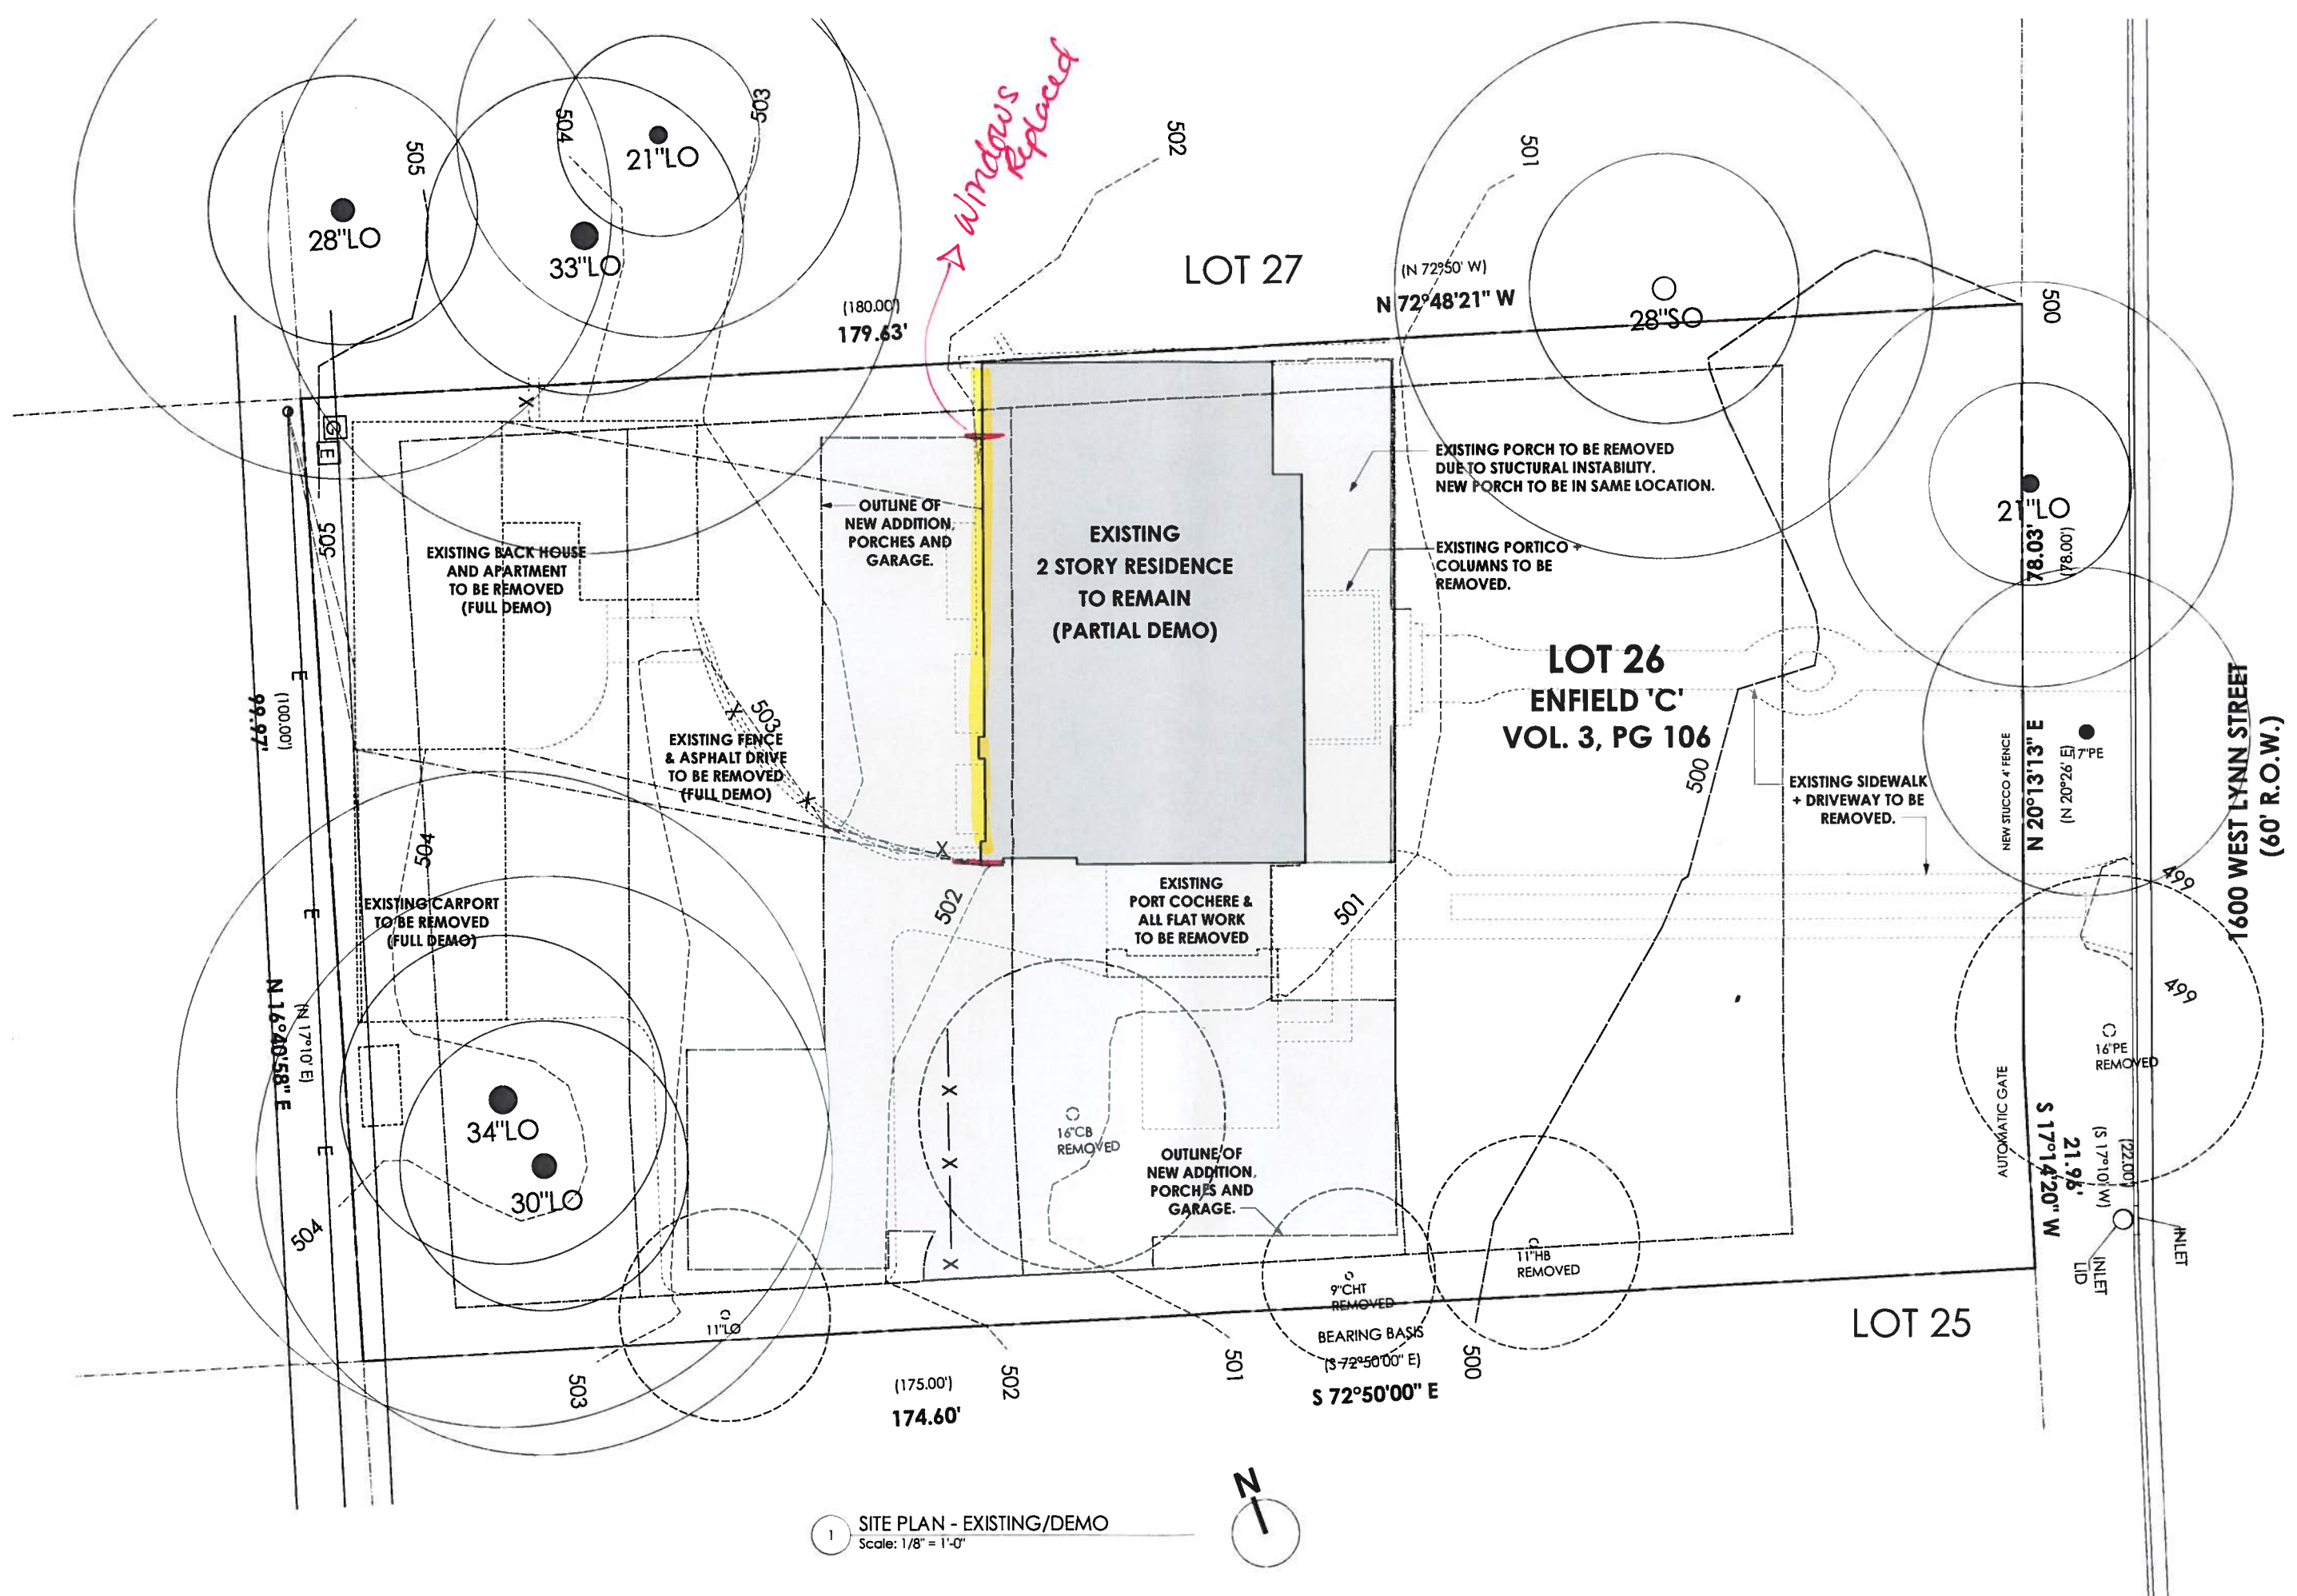 Windows
Replaced
503
504
21"LO
505
28"LO
33"LO
502
501
LOT 27
(N 72°50' W)
N 72°48'21" W
28"SO
500
(180.00')
179.63'
X
E
505
OUTLINE OF
NEW ADDITION,
PORCHES AND
GARAGE.
EXISTING BACK HOUSE
AND APARTMENT
TO BE REMOVED
(FULL DEMO)
EXISTING
2 STORY RESIDENCE
TO REMAIN
(PARTIAL DEMO)
EXISTING PORCH TO BE REMOVED
DUE TO STUCTURAL INSTABILITY.
NEW PORCH TO BE IN SAME LOCATION.
EXISTING PORTICO +
COLUMNS TO BE
REMOVED.
21"LO
78.03'
(78.00')
LOT 26
ENFIELD 'C'
VOL. 3, PG 106
E
99.97'
(100.00')
503
X
EXISTING FENCE
& ASPHALT DRIVE
TO BE REMOVED
(FULL DEMO)
X
X
500
EXISTING SIDEWALK
+ DRIVEWAY TO BE
REMOVED.
NEW STUCCO 4' FENCE
N 20°13'13" E
(N 20°26' E)
17"PE
1600 WEST LYNN STREET
(60' R.O.W.)
504
499
EXISTING CARPORT
TO BE REMOVED
(FULL DEMO)
E
502
EXISTING
PORT COCHERE &
ALL FLAT WORK
TO BE REMOVED
501
499
N 16°40'58" E
(N 17°10' E)
16"PE
REMOVED
34"LO
30"LO
E
504
X
X
X
16"CB
REMOVED
OUTLINE OF
NEW ADDITION,
PORCHES AND
GARAGE.
AUTOMATIC GATE
S 17°14'20" W
21.96'
(S 17°10' W)
(22.00')
INLET
LID
INLET
11"HB
REMOVED
9"CHT
REMOVED
11"LO
BEARING BASIS
(S 72°50'00" E)
S 72°50'00" E
LOT 25
503
(175.00')
174.60'
502
501
500
N
1
SITE PLAN - EXISTING/DEMO
Scale: 1/8" = 1'-0"